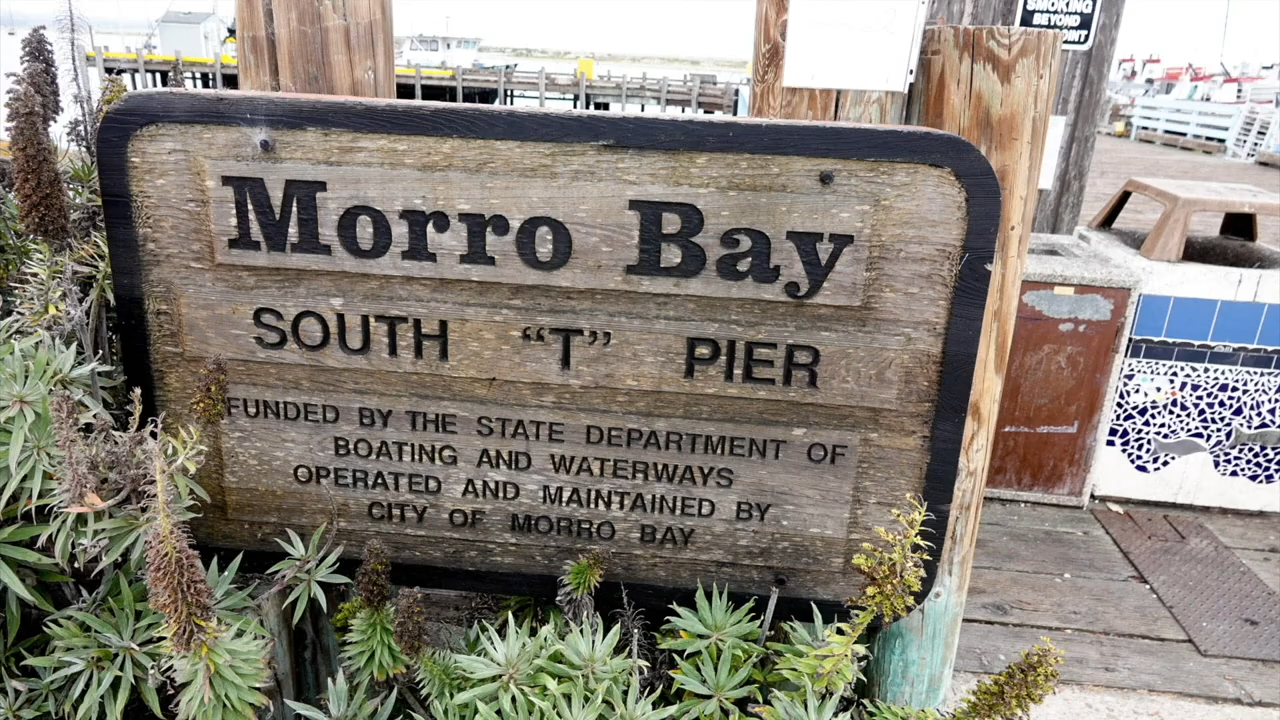 SMOKING
BEYOND
Morro Bay
SOUTH “T” PIER
FUNDED BY THE STATE DEPARTMENT OF
BOATING AND WATERWAYS
OPERATED AND MAINTAINED BY
CITY OF MORRO BAY